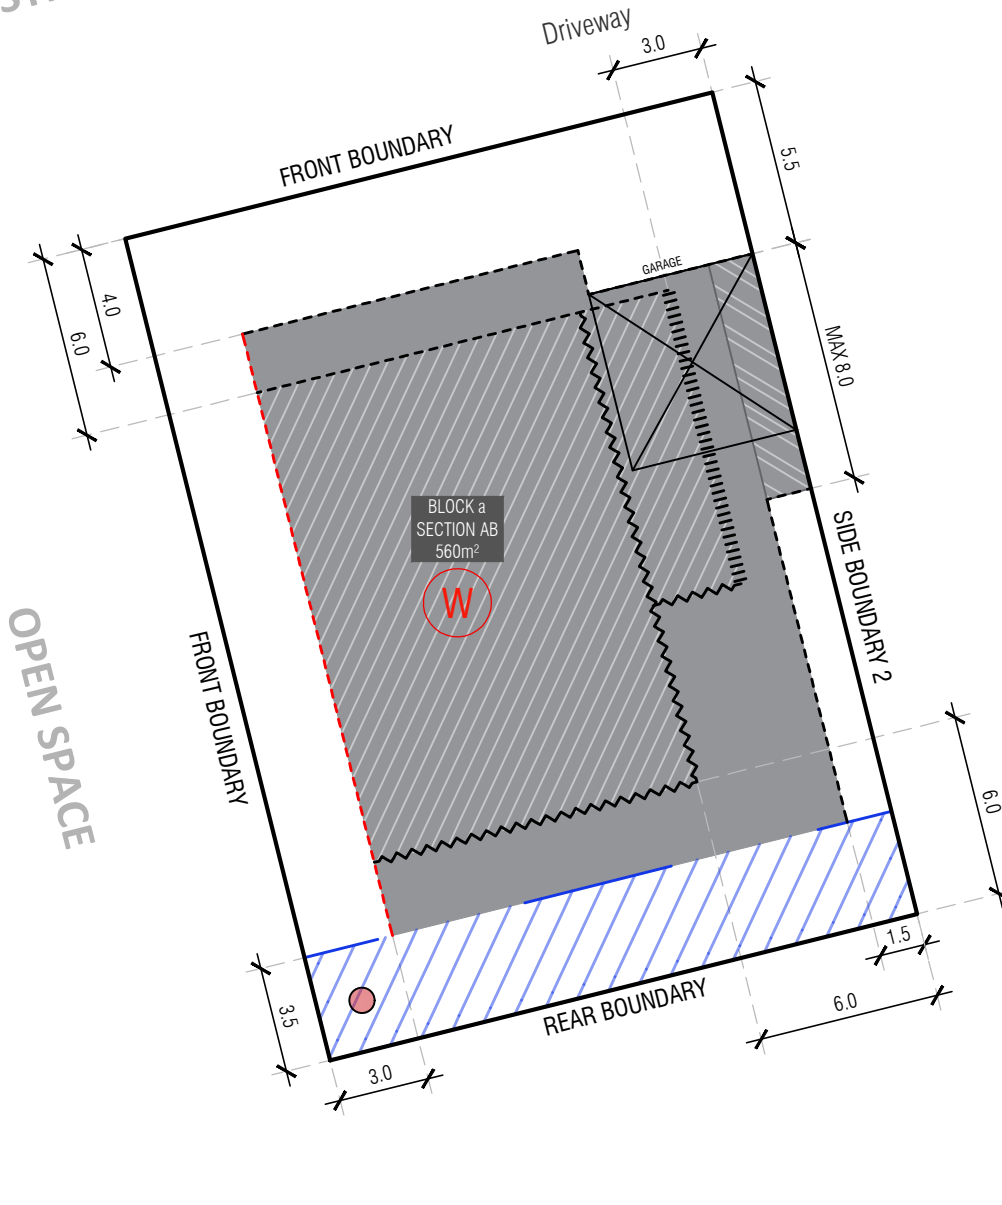 Driveway
3.0
FRONT BOUNDARY
5.5
4.0
6.0
GARAGE
MAX 8.0
BLOCK a
SECTION AB
560m²
W
SIDE BOUNDARY 2
OPEN SPACE
FRONT BOUNDARY
6.0
1.5
REAR BOUNDARY
6.0
3.5
3.0